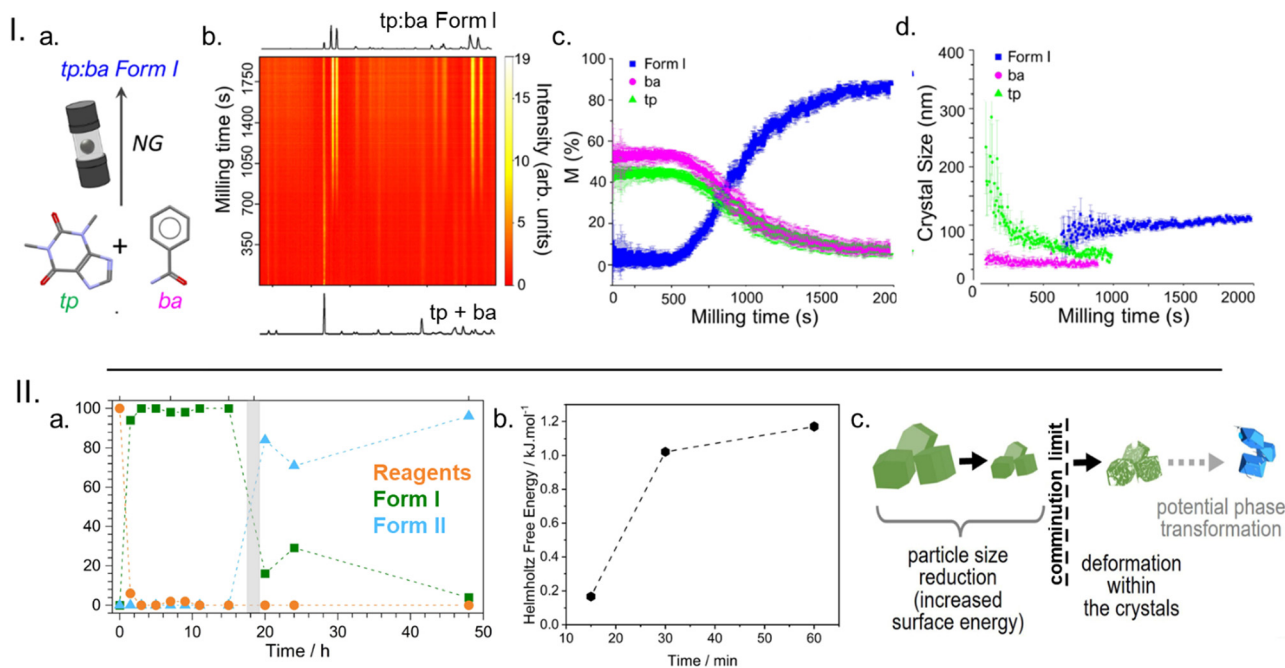 I.
a.
tp:ba Form I
NG
+
tp
ba
.
b.
tp:ba Form I
Milling time (s)
1750
1400
1050
700
350
19
15
10
5
0
Intensity (arb. units)
tp + ba
c.
Form I
ba
tp
M (%)
100
80
60
40
20
0
0
500
1000
1500
2000
Milling time (s)
d.
Form I
ba
tp
Crystal Size (nm)
400
300
200
100
0
0
500
1000
1500
2000
Milling time (s)
II.
a.
100
80
60
40
20
0
Reagents
Form I
Form II
0
10
20
30
40
50
Time / h
b.
Helmholtz Free Energy / kJ.mol⁻¹
1.4
1.2
1.0
0.8
0.6
0.4
0.2
0.0
10
20
30
40
50
60
Time / min
c.
comminution limit
potential phase
transformation
particle size
reduction
(increased
surface energy)
deformation
within
the crystals